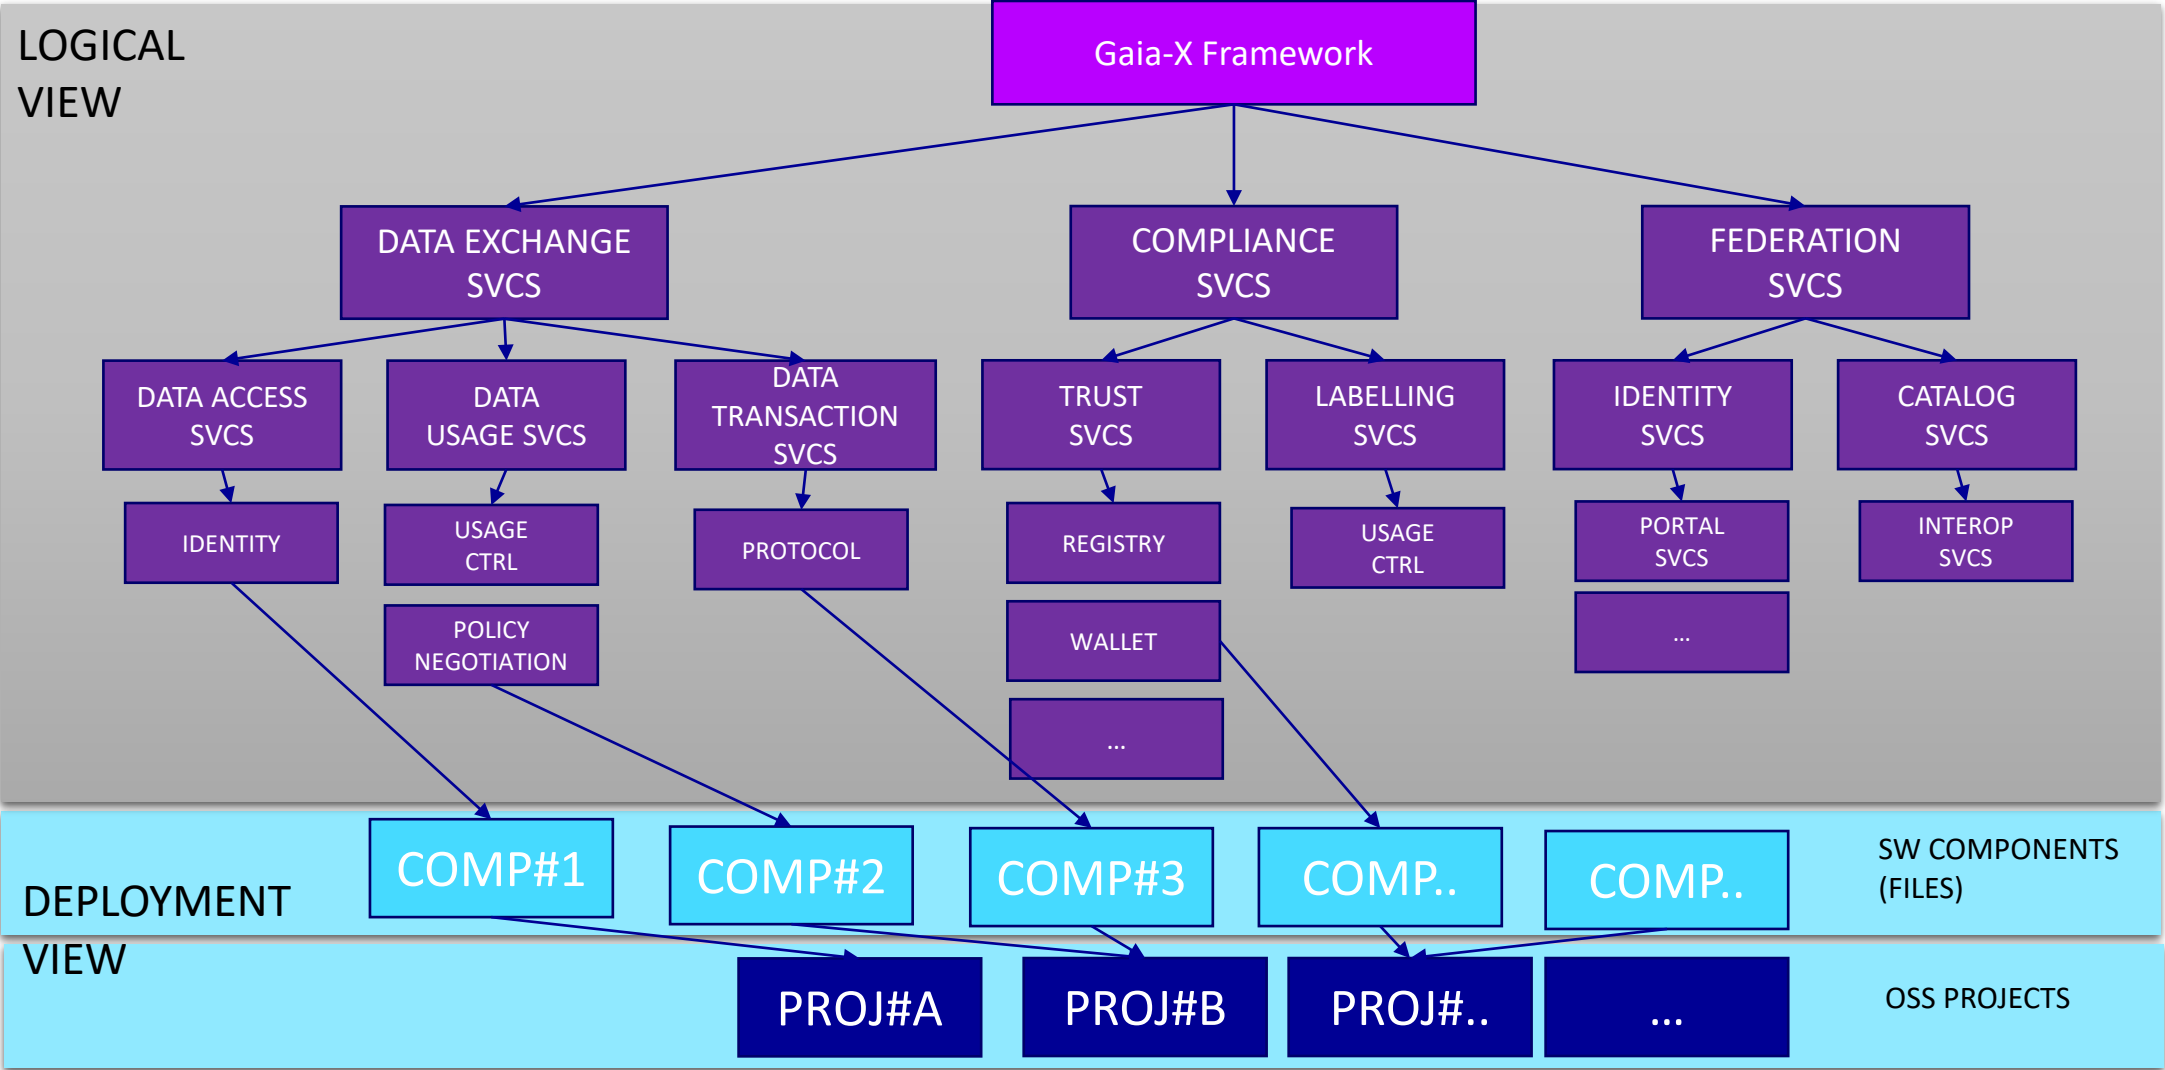 LOGICAL
VIEW
Gaia-X Framework
DATA EXCHANGE
SVCS
COMPLIANCE
SVCS
FEDERATION
SVCS
DATA ACCESS
SVCS
DATA
USAGE SVCS
DATA
TRANSACTION
SVCS
TRUST
SVCS
LABELLING
SVCS
IDENTITY
SVCS
CATALOG
SVCS
IDENTITY
USAGE
CTRL
PROTOCOL
REGISTRY
USAGE
CTRL
PORTAL
SVCS
INTEROP
SVCS
POLICY
NEGOTIATION
WALLET
...
...
DEPLOYMENT
VIEW
COMP#1
COMP#2
COMP#3
COMP..
COMP..
SW COMPONENTS
(FILES)
PROJ#A
PROJ#B
PROJ#..
...
OSS PROJECTS